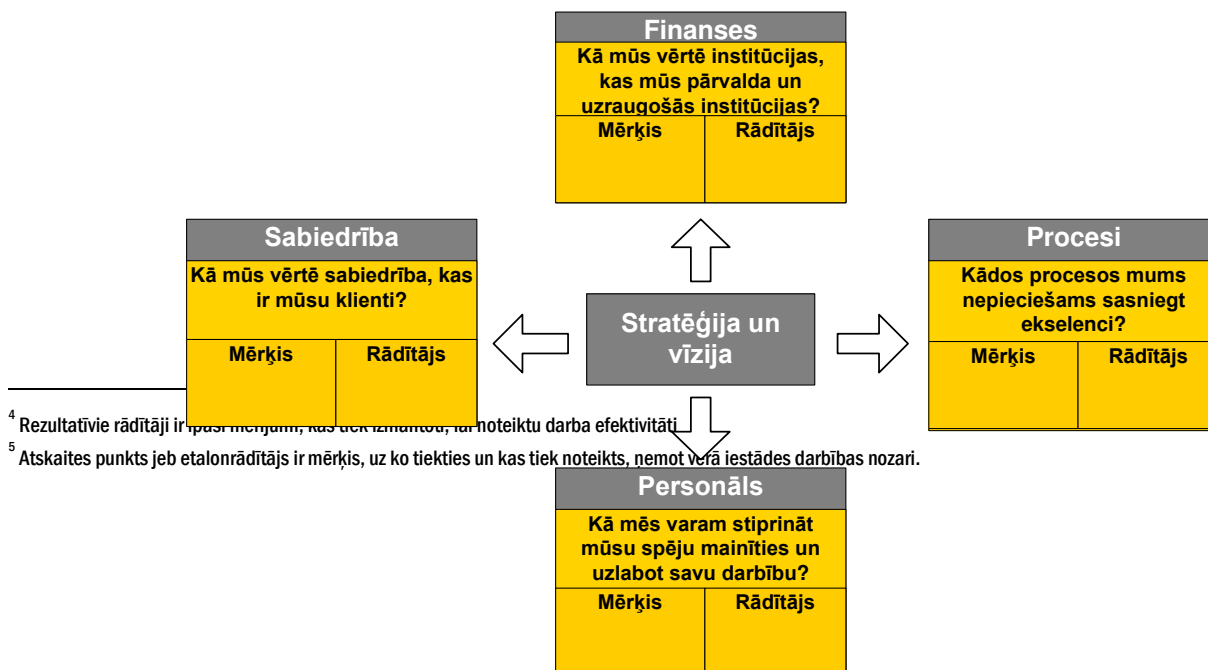 Finanses
Kā mūs vērtē institūcijas,
kas mūs pārvalda un
uzraugošās institūcijas?
Mērķis Rādītājs
Sabiedrība
Kā mūs vērtē sabiedrība, kas
ir mūsu klienti?
Mērķis Rādītājs
Stratēģija un
vīzija
Procesi
Kādos procesos mums
nepieciešams sasniegt
ekselenci?
Mērķis Rādītājs
4 Rezultatīvie rādītāji ir noteiktu darba efektivitāti
5 Atskaites punkts jeb etalonrādītājs ir mērķis, uz ko tiekties un kas tiek noteikts, ņemot vērā iestādes darbības nozari.
Personāls
Kā mēs varam stiprināt
mūsu spēju mainīties un
uzlabot savu darbību?
Mērķis Rādītājs